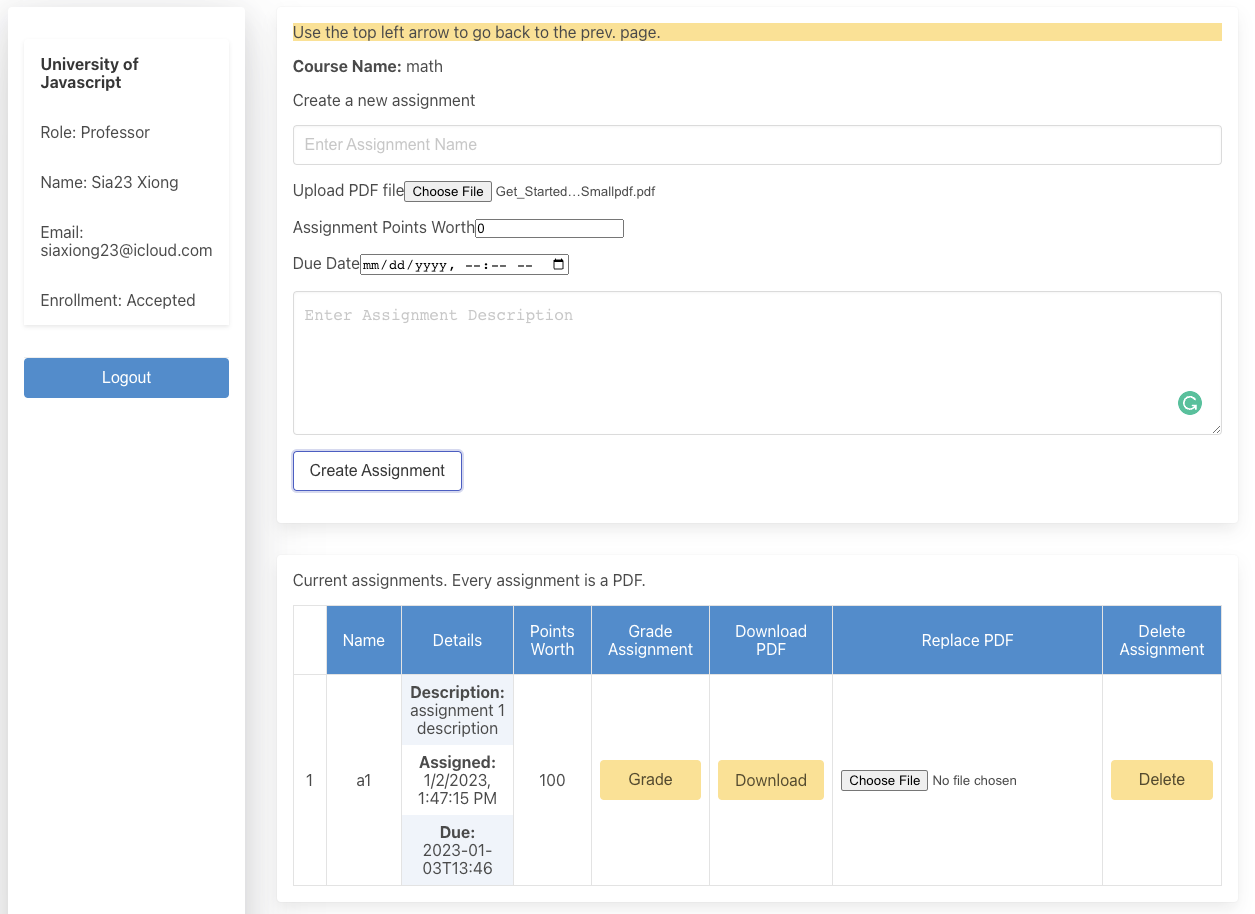 University of
Javascript
Role: Professor
Name: Sia23 Xiong
Email:
siaxiong23@icloud.com
Enrollment: Accepted
Logout
Use the top left arrow to go back to the prev. page.
Course Name: math
Create a new assignment
Enter Assignment Name
Upload PDF file Choose File Get_Started...Smallpdf.pdf
Assignment Points Worth 0
Due Date mm/dd/yyyy, --:-- --
Enter Assignment Description
Create Assignment
Current assignments. Every assignment is a PDF.
Name Details Points Worth Grade Assignment Download PDF Replace PDF Delete Assignment
1 a1
Description:
assignment 1
description
Assigned:
1/2/2023,
1:47:15 PM
Due:
2023-01-
03T13:46
100 Grade Download Choose File No file chosen Delete